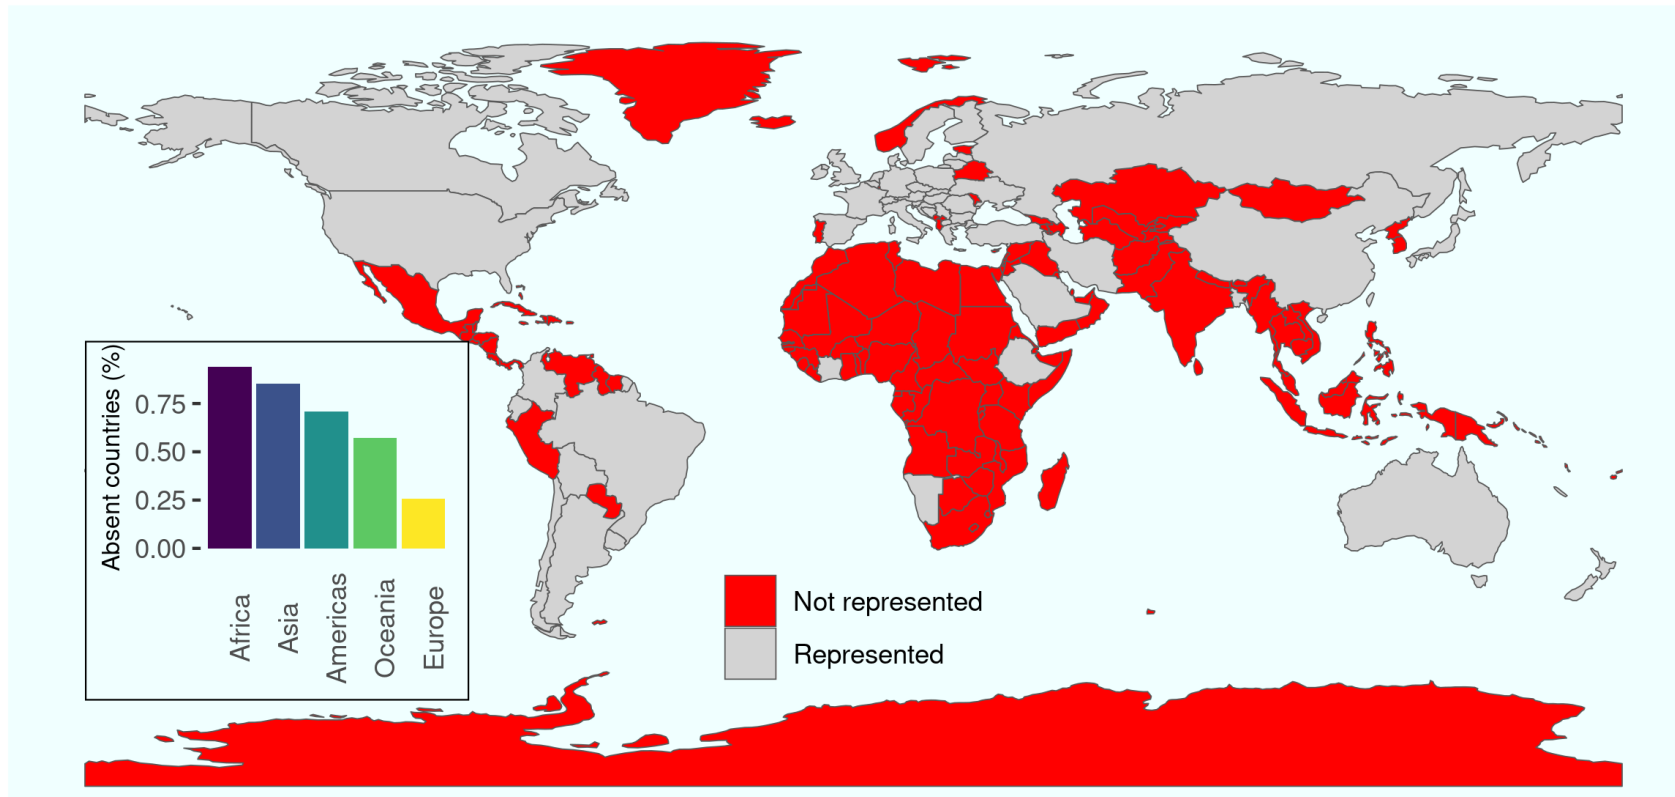 Absent countries (%)
0.75
0.50
0.25
0.00
Africa
Asia
Americas
Oceania
Europe
Not represented
Represented